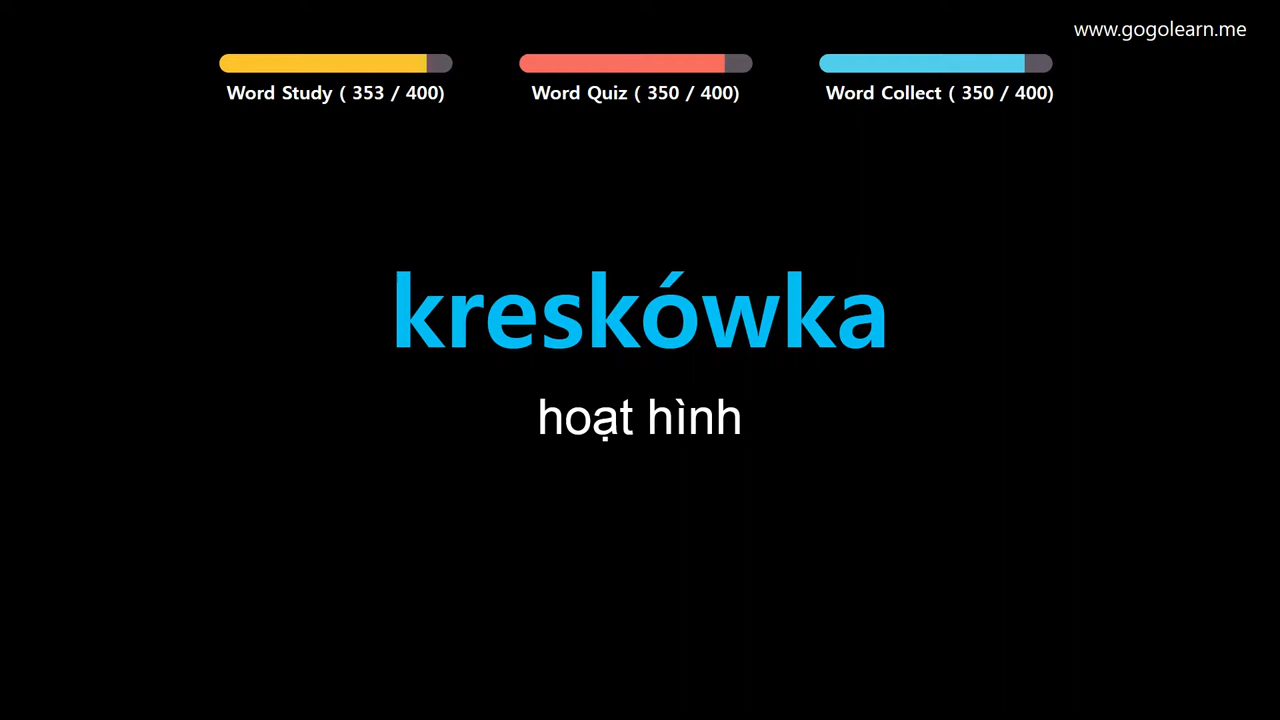 www.gogolearn.me
Word Study ( 353 / 400)
Word Quiz ( 350 / 400)
Word Collect ( 350 / 400)
kreskówka
hoạt hình